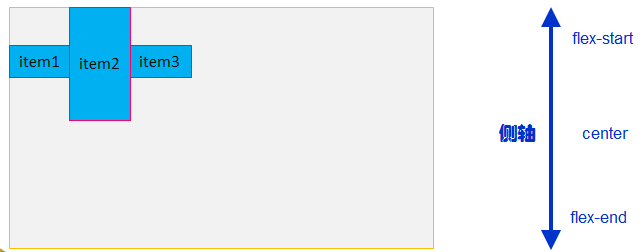 item1
item2
item3
flex-start
侧轴
center
flex-end